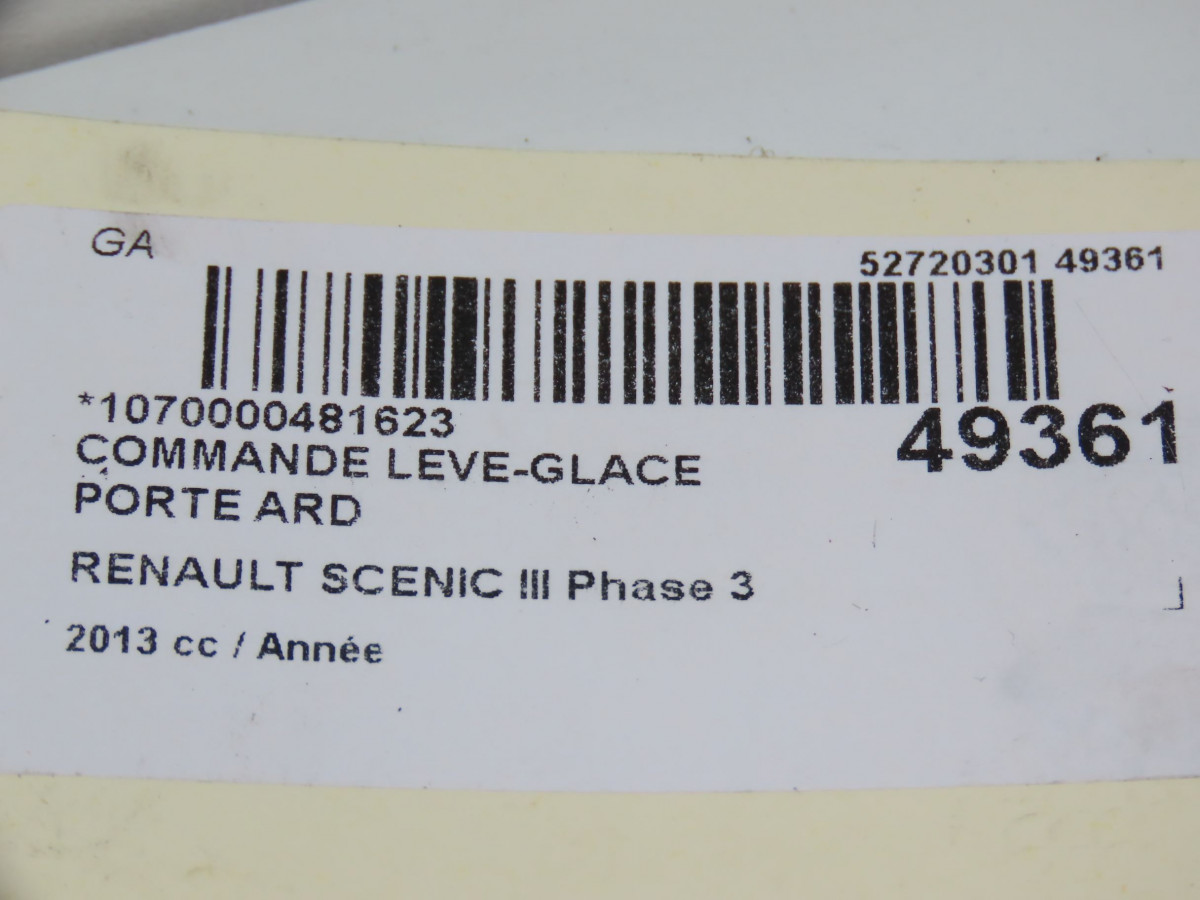 GA
52720301 49361
*1070000481623
49361
COMMANDE LEVE-GLACE
PORTE ARD
RENAULT SCENIC III Phase 3
2013 cc / Année